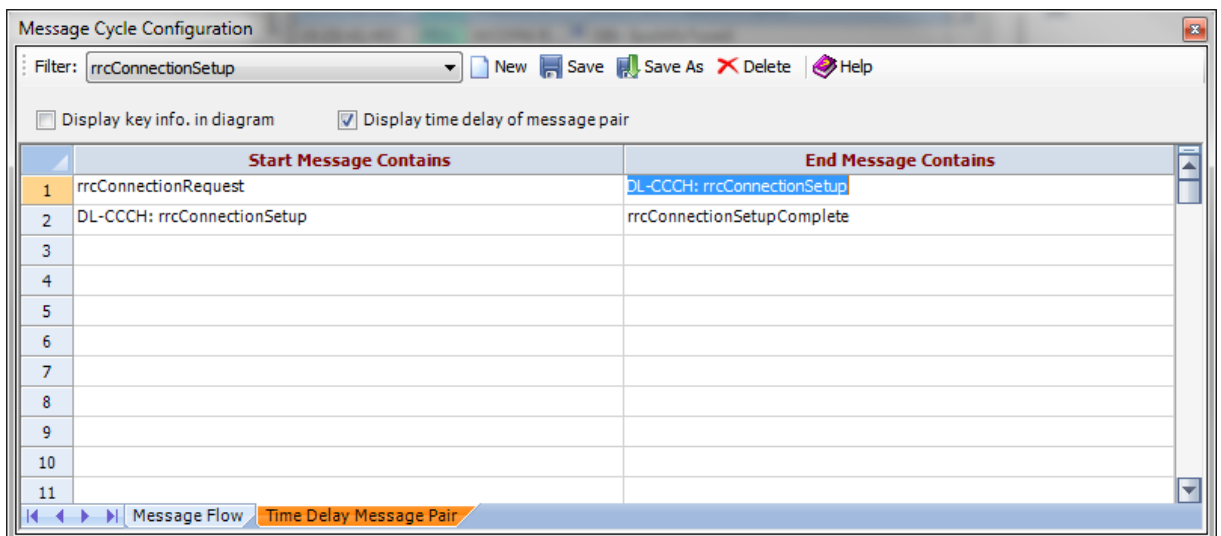 Message Cycle Configuration
Filter: rrcConnectionSetup New Save Save As Delete Help
Display key info. in diagram Display time delay of message pair
Start Message Contains End Message Contains
1 rrcConnectionRequest DL-CCCH: rrcConnectionSetup
2 DL-CCCH: rrcConnectionSetup rrcConnectionSetupComplete
3
4
5
6
7
8
9
10
11
Message Flow Time Delay Message Pair